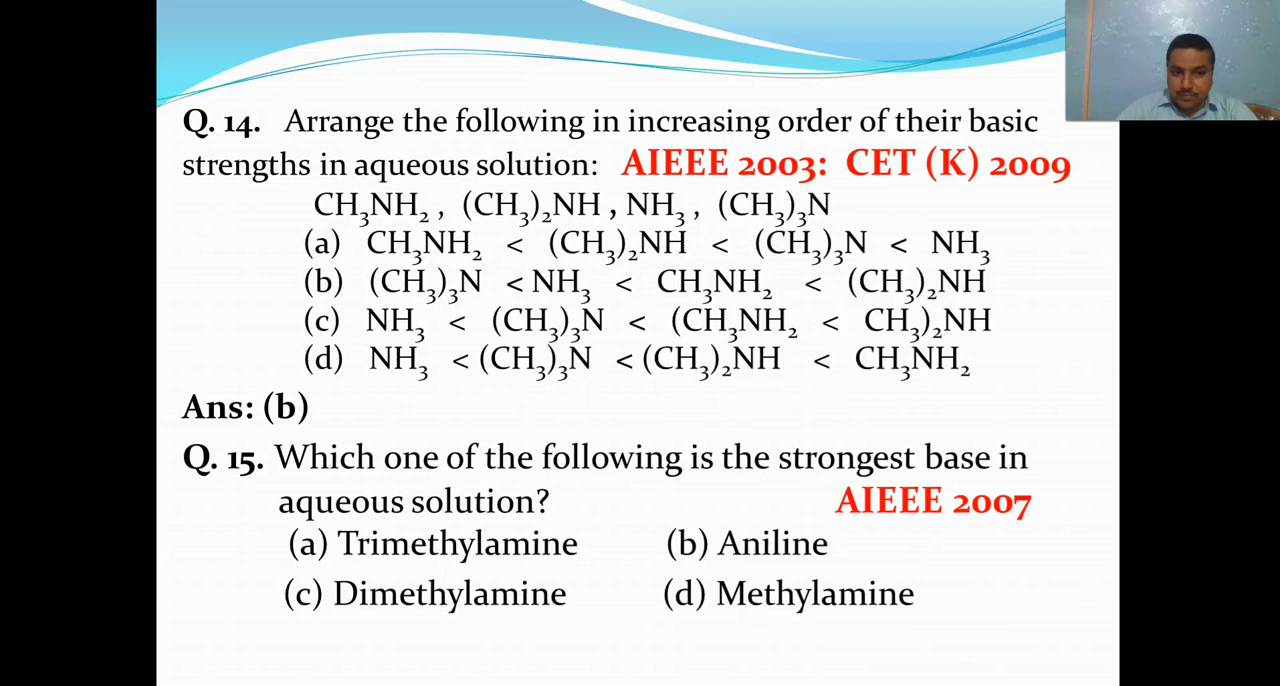 Q. 14. Arrange the following in increasing order of their basic
strengths in aqueous solution: AIEEE 2003: CET (K) 2009
CH₃NH₂ , (CH₃)₂NH , NH₃ , (CH₃)₃N
(a) CH₃NH₂ < (CH₃)₂NH < (CH₃)₃N < NH₃
(b) (CH₃)₃N < NH₃ < CH₃NH₂ < (CH₃)₂NH
(c) NH₃ < (CH₃)₃N < (CH₃NH₂ < CH₃)₂NH
(d) NH₃ < (CH₃)₃N < (CH₃)₂NH < CH₃NH₂
Ans: (b)
Q. 15. Which one of the following is the strongest base in
aqueous solution? AIEEE 2007
(a) Trimethylamine (b) Aniline
(c) Dimethylamine (d) Methylamine